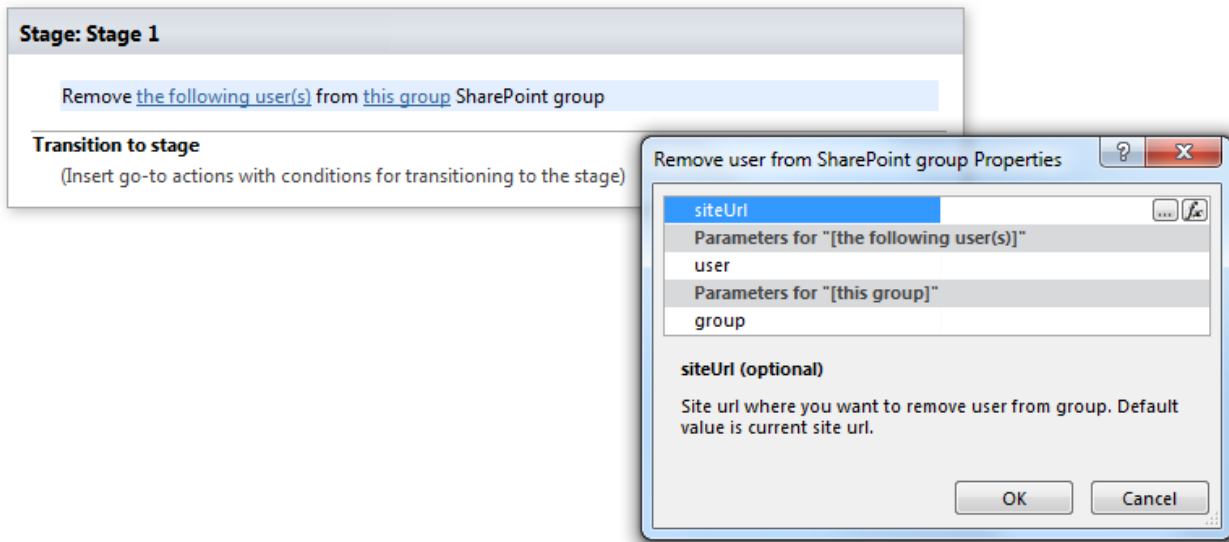 Stage: Stage 1
Remove the following user(s) from this group SharePoint group
Transition to stage
(Insert go-to actions with conditions for transitioning to the stage)
Remove user from SharePoint group Properties
?
siteUrl
... fx
Parameters for "[the following user(s)]"
user
Parameters for "[this group]"
group
siteUrl (optional)
Site url where you want to remove user from group. Default
value is current site url.
OK Cancel